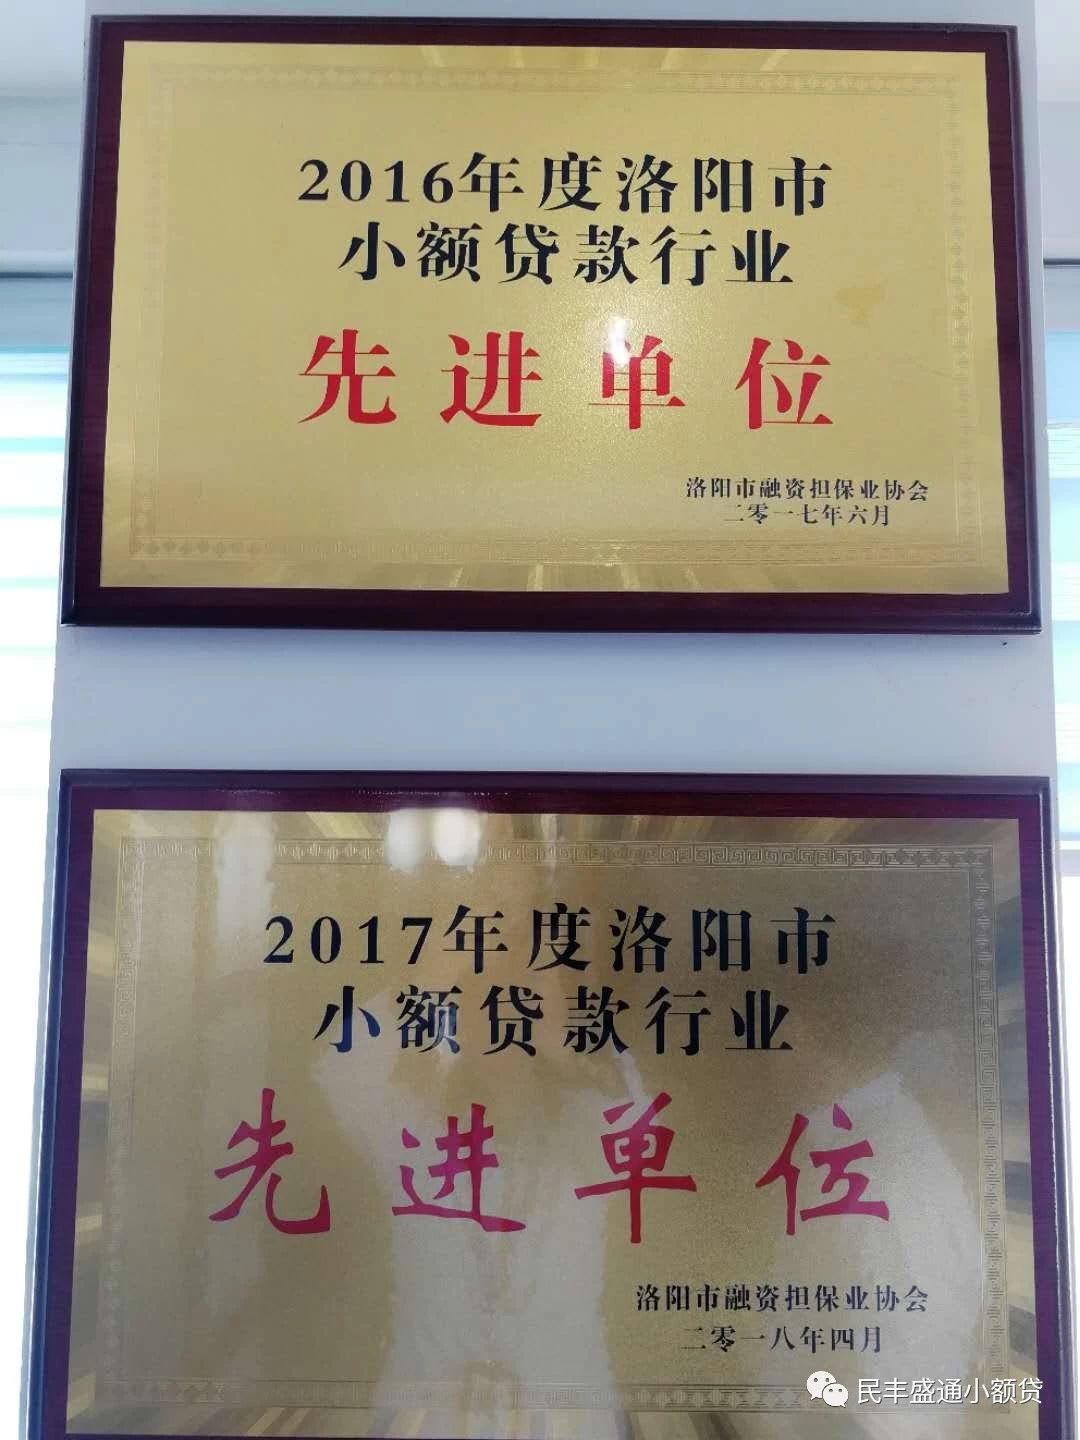 2016年度洛阳市
小额贷款行业
先进单位
洛阳市融资担保业协会
二零一七年六月
2017年度洛阳市
小额贷款行业
先进单位
洛阳市融资担保业协会
二零一八年四月
民丰盛通小额贷